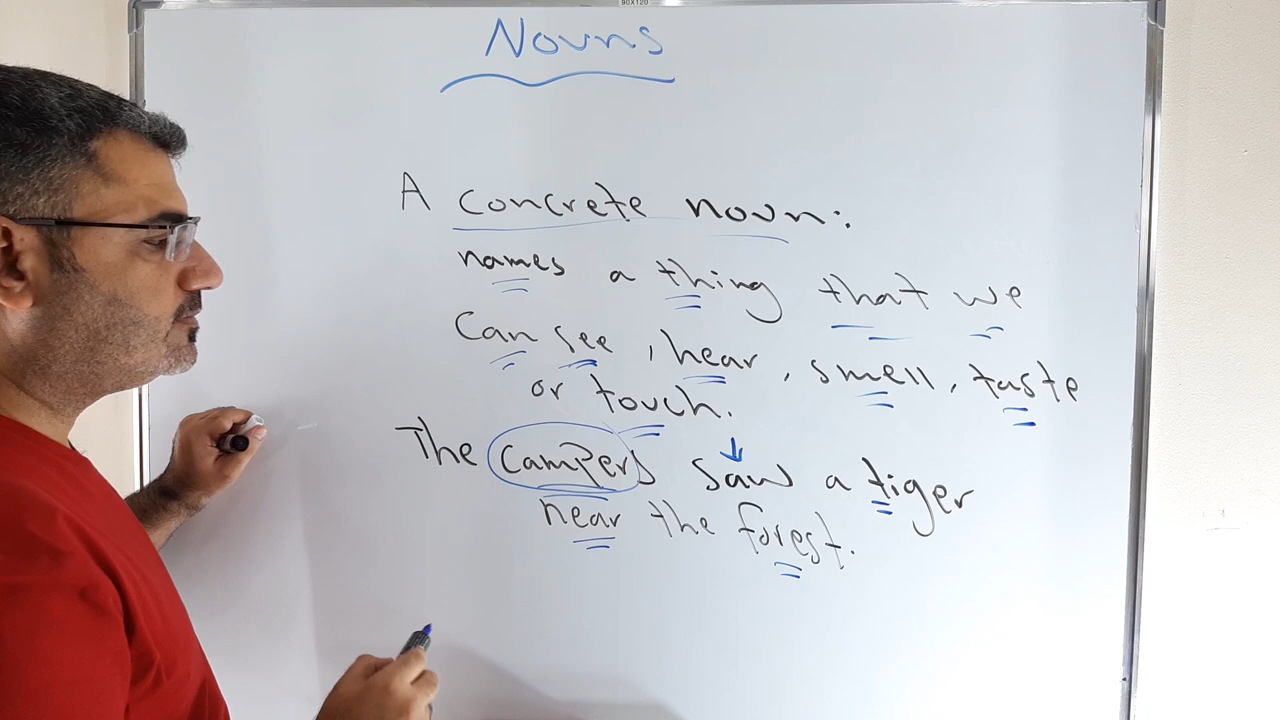 90X120
Nouns
A concrete noun:
names a thing that we
can see, hear, smell, taste
or touch.
The campers saw a tiger
near the forest.